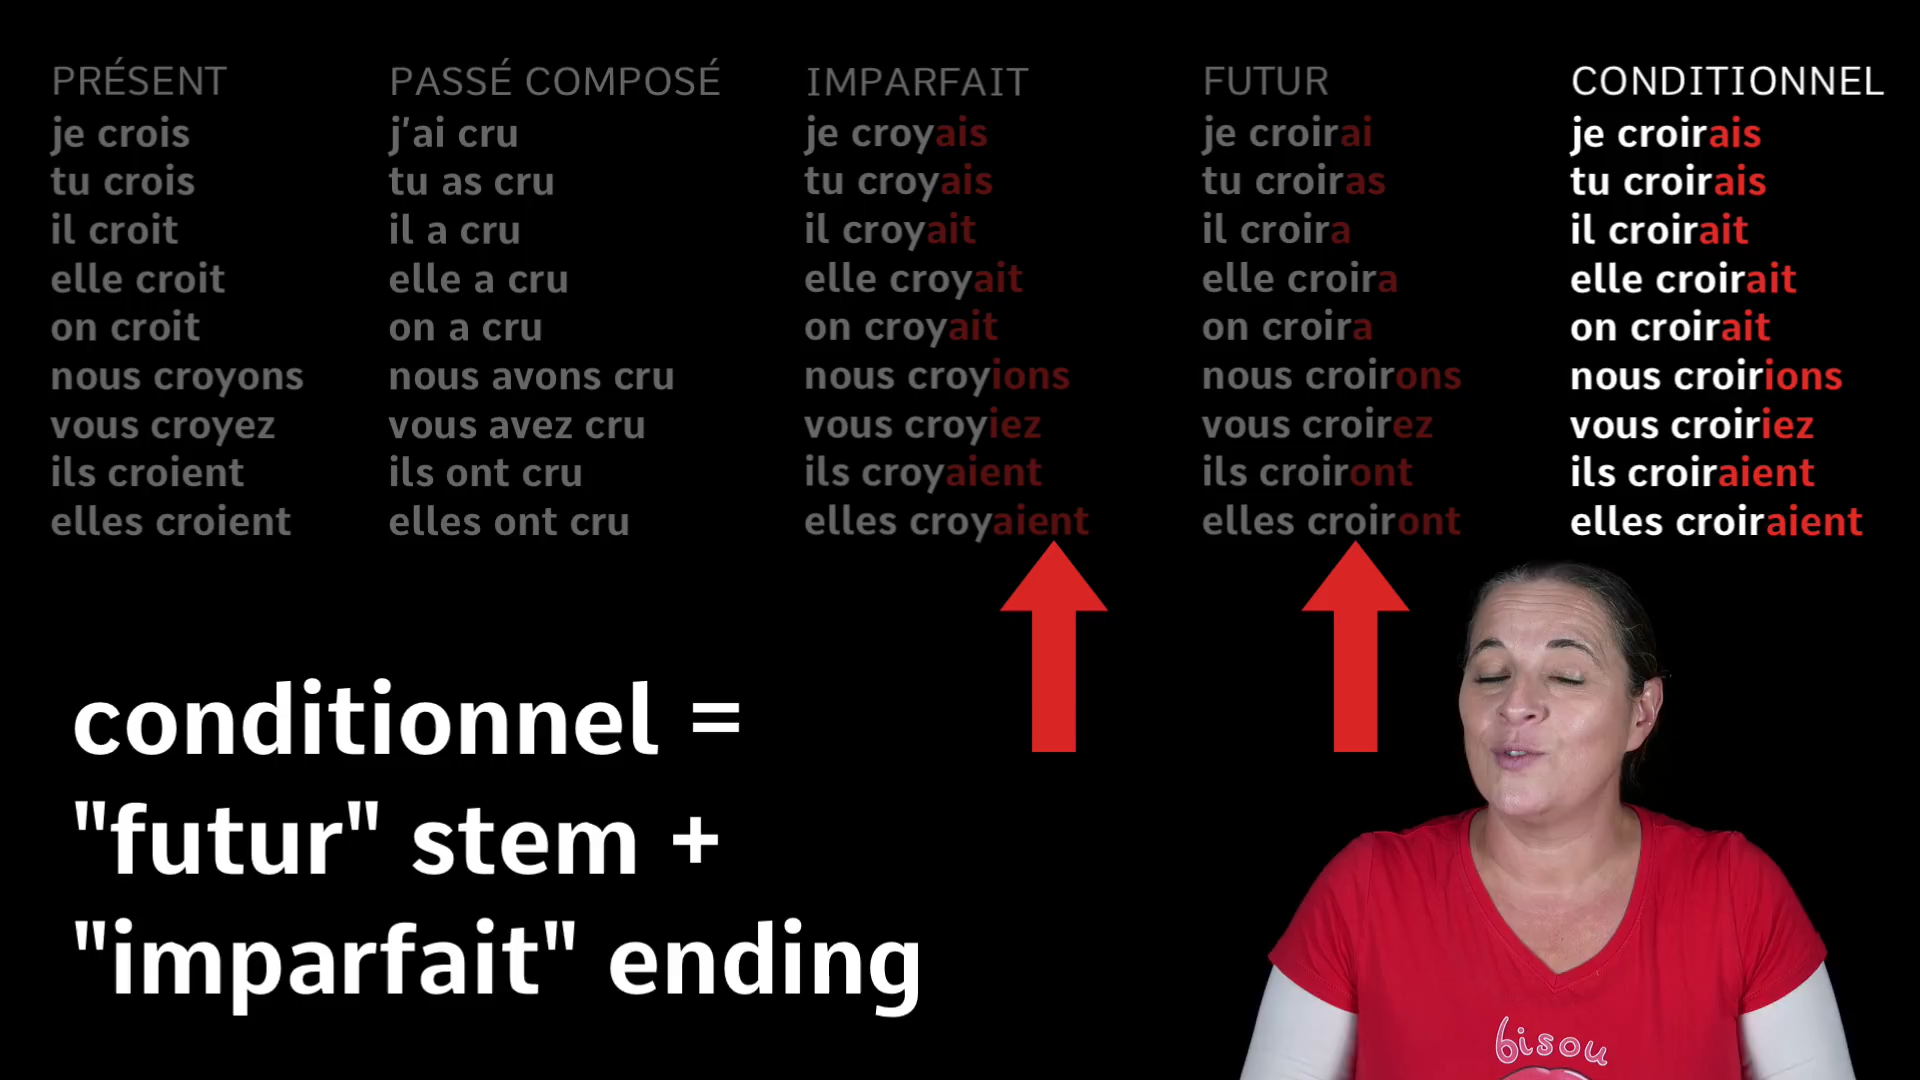 PRÉSENT
je crois
tu crois
il croit
elle croit
on croit
nous croyons
vous croyez
ils croient
elles croient
PASSÉ COMPOSÉ
j'ai cru
tu as cru
il a cru
elle a cru
on a cru
nous avons cru
vous avez cru
ils ont cru
elles ont cru
IMPARFAIT
je croyais
tu croyais
il croyait
elle croyait
on croyait
nous croyions
vous croyiez
ils croyaient
elles croyaient
FUTUR
je croirai
tu croiras
il croira
elle croira
on croira
nous croirons
vous croirez
ils croiront
elles croiront
CONDITIONNEL
je croirais
tu croirais
il croirait
elle croirait
on croirait
nous croirions
vous croiriez
ils croiraient
elles croiraient
conditionnel =
"futur" stem +
"imparfait" ending
bisou